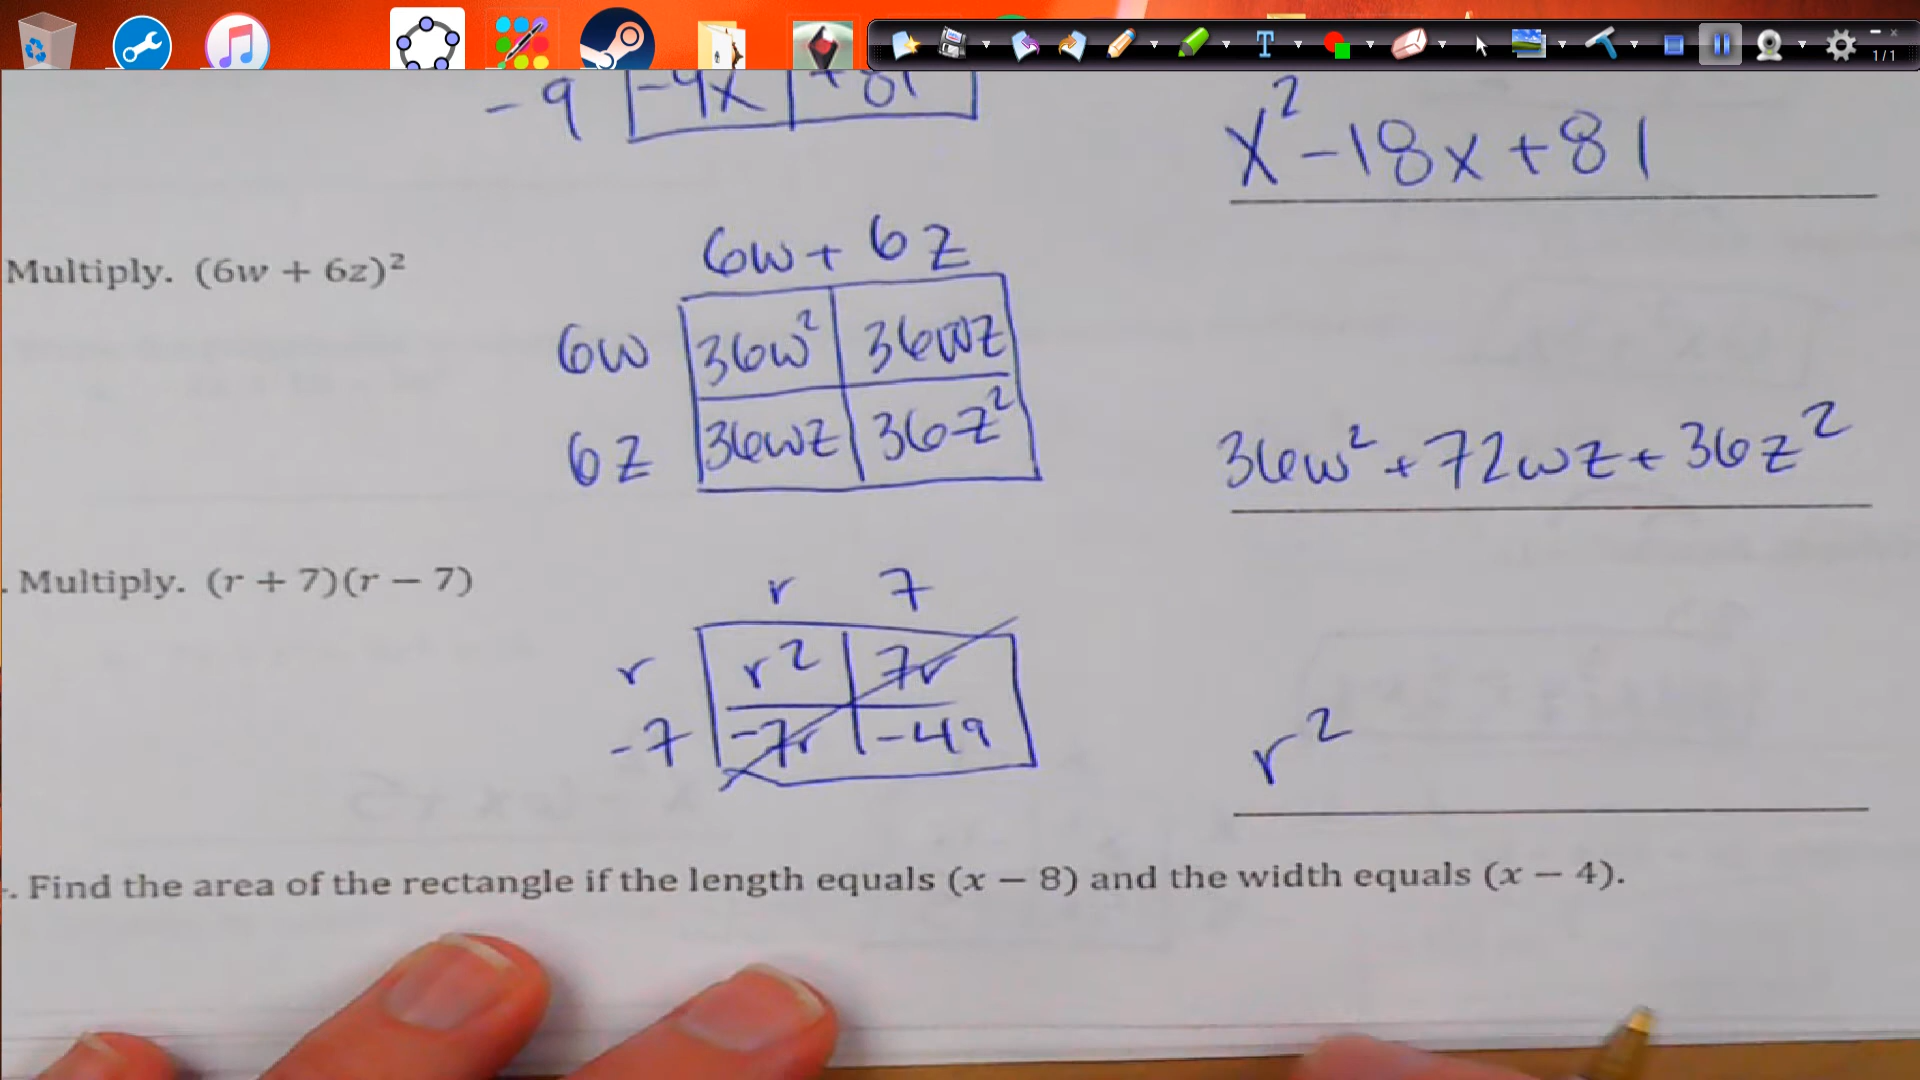 1/1
-9 -9x +81
x²-18x+81
Multiply. (6w + 6z)²
6w+ 6z
6w 36w² 36wz
6z 36wz 36z²
36w²+72wz+36z²
. Multiply. (r + 7)(r − 7)
r 7
r r² 7r
-7 -7r -49
r²
. Find the area of the rectangle if the length equals (x − 8) and the width equals (x − 4).